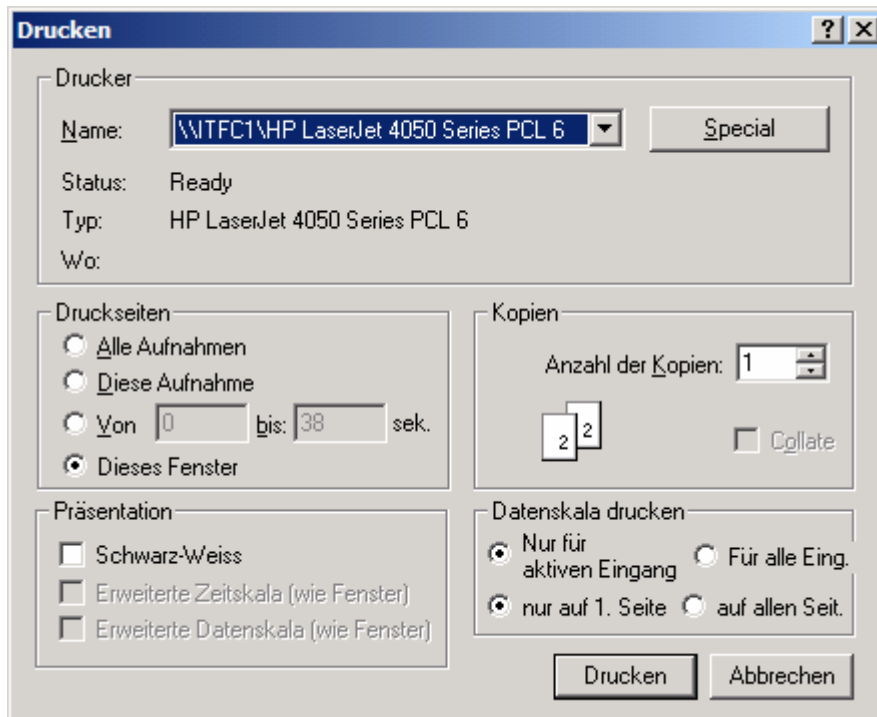 Drucken
Drucker
Name: \\ITFC1\HP LaserJet 4050 Series PCL 6 Special
Status: Ready
Typ: HP LaserJet 4050 Series PCL 6
Wo:
Druckseiten
Alle Aufnahmen
Diese Aufnahme
Von 0 bis: 38 sek.
Dieses Fenster
Kopien
Anzahl der Kopien: 1
2 2
Collate
Präsentation
Schwarz-Weiss
Erweiterte Zeitskala (wie Fenster)
Erweiterte Datenskala (wie Fenster)
Datenskala drucken
Nur für
aktiven Eingang
Für alle Eing.
nur auf 1. Seite auf allen Seit.
Drucken Abbrechen